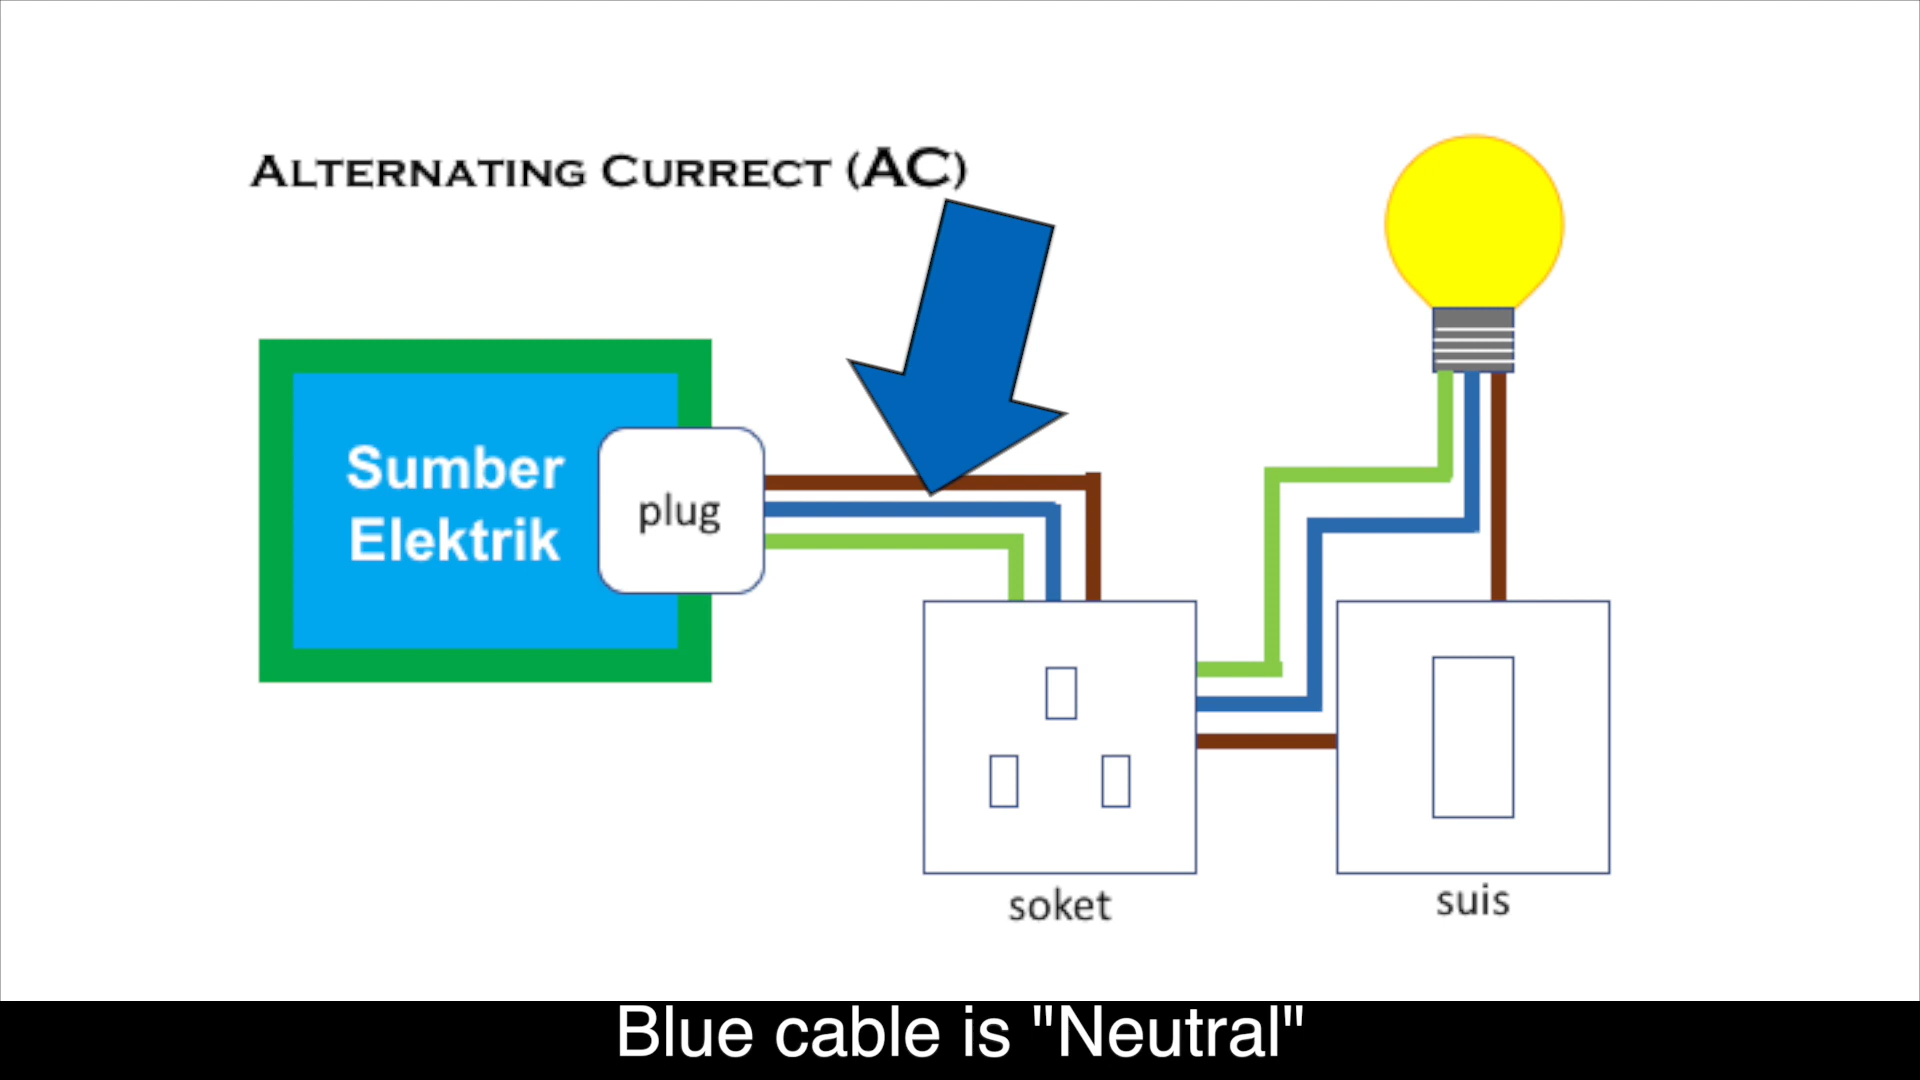 ALTERNATING CURRECT (AC)
Sumber
Elektrik
plug
soket
suis
Blue cable is "Neutral"